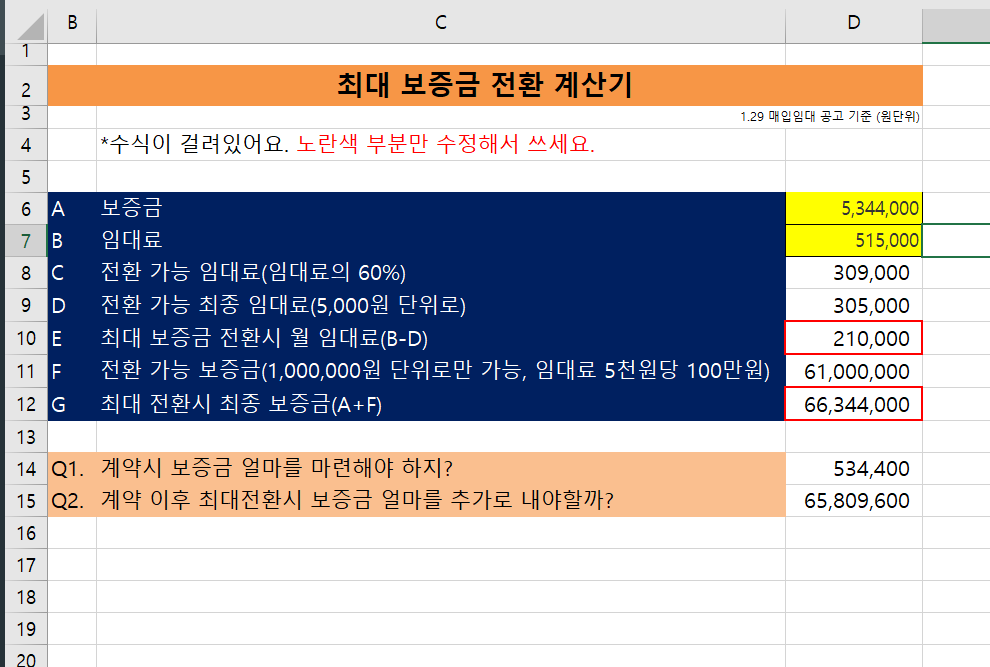 B C D
1
2 최대 보증금 전환 계산기
3 1.29 매입임대 공고 기준 (원단위)
4 *수식이 걸려있어요. 노란색 부분만 수정해서 쓰세요.
5
6 A 보증금 5,344,000
7 B 임대료 515,000
8 C 전환 가능 임대료(임대료의 60%) 309,000
9 D 전환 가능 최종 임대료(5,000원 단위로) 305,000
10 E 최대 보증금 전환시 월 임대료(B-D) 210,000
11 F 전환 가능 보증금(1,000,000원 단위로만 가능, 임대료 5천원당 100만원) 61,000,000
12 G 최대 전환시 최종 보증금(A+F) 66,344,000
13
14 Q1. 계약시 보증금 얼마를 마련해야 하지? 534,400
15 Q2. 계약 이후 최대전환시 보증금 얼마를 추가로 내야할까? 65,809,600
16
17
18
19
20